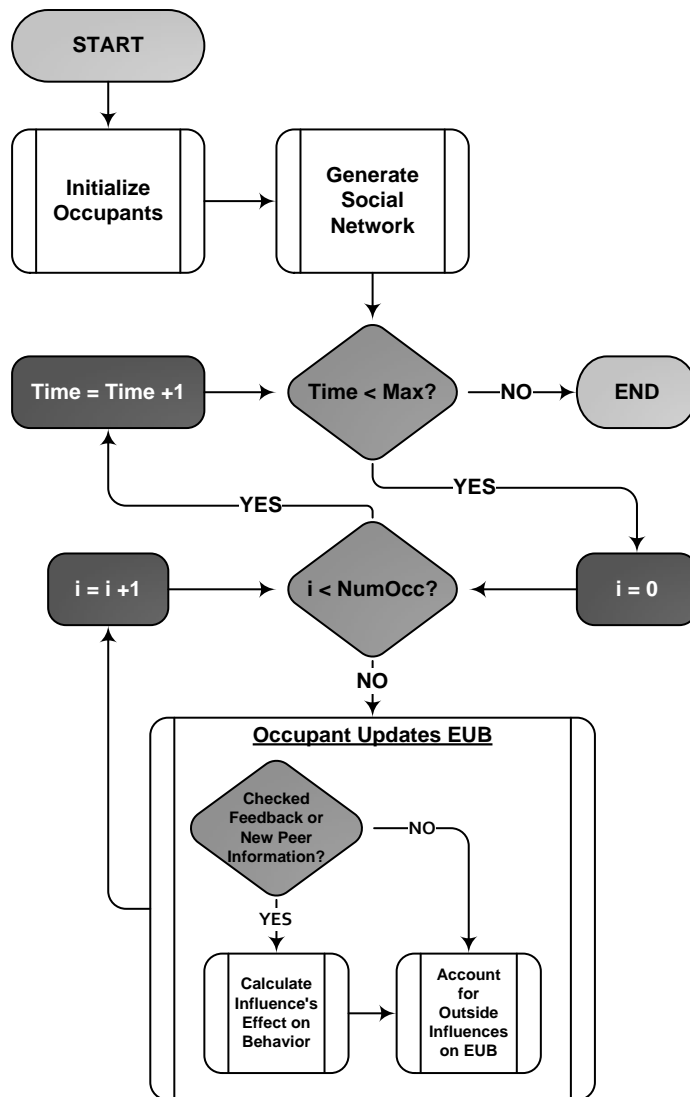 START
Initialize
Occupants
Generate
Social
Network
Time = Time +1
Time < Max?
NO
END
YES
YES
i = i +1
i < NumOcc?
i = 0
NO
Occupant Updates EUB
Checked
Feedback or
New Peer
Information?
NO
YES
Calculate
Influence's
Effect on
Behavior
Account
for
Outside
Influences
on EUB